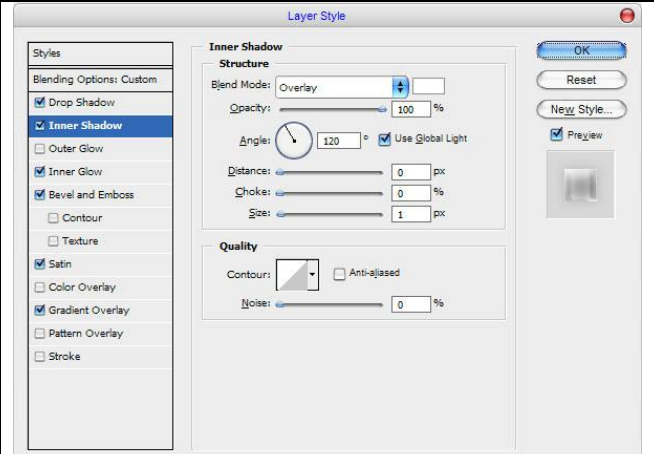 Layer Style
Styles
Blending Options: Custom
Drop Shadow
Inner Shadow
Outer Glow
Inner Glow
Bevel and Emboss
Contour
Texture
Satin
Color Overlay
Gradient Overlay
Pattern Overlay
Stroke
Inner Shadow
Structure
Blend Mode: Overlay
Opacity: 100 %
Angle: 120 ° Use Global Light
Distance: 0 px
Choke: 0 %
Size: 1 px
Quality
Contour: Anti-aliased
Noise: 0 %
OK
Reset
New Style...
Preview